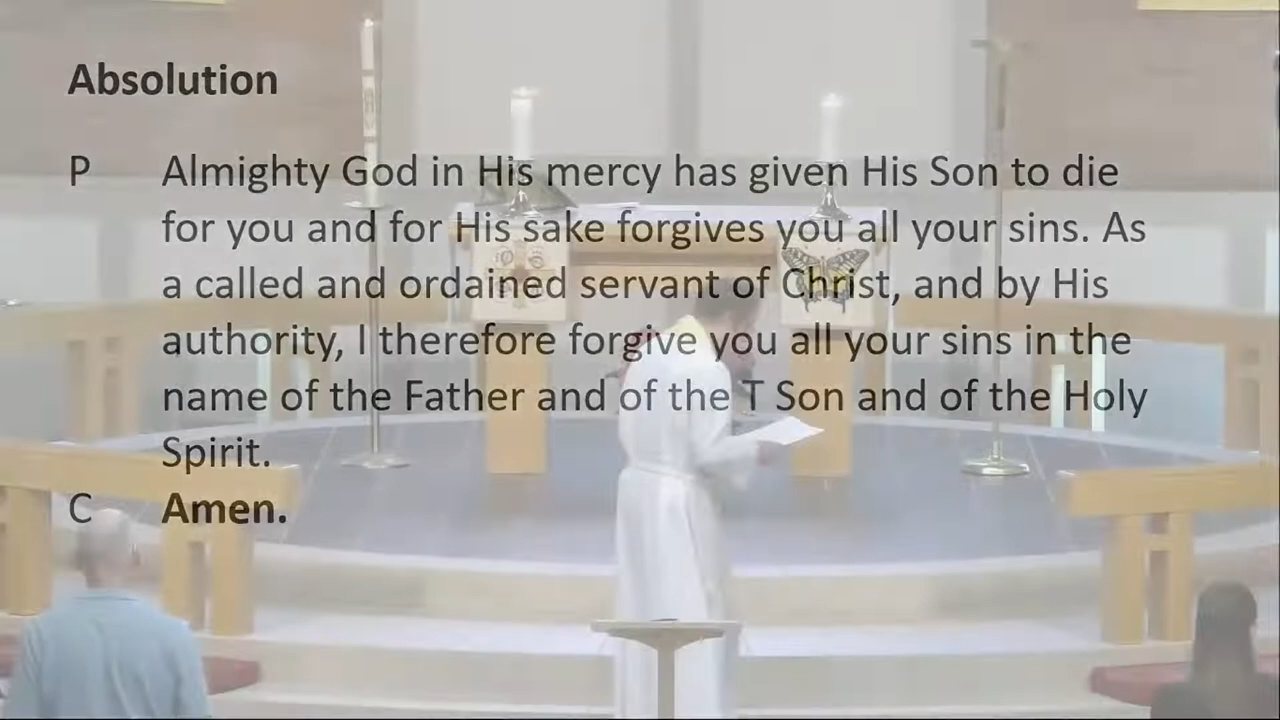 Absolution
P Almighty God in His mercy has given His Son to die
for you and for His sake forgives you all your sins. As
a called and ordained servant of Christ, and by His
authority, I therefore forgive you all your sins in the
name of the Father and of the T Son and of the Holy
Spirit.
C Amen.